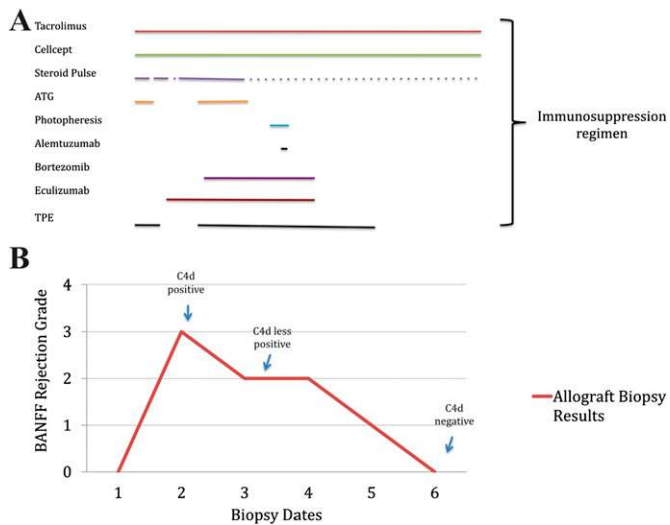 A
Tacrolimus
Cellcept
Steroid Pulse
ATG
Photopheresis
Alemtuzumab
Bortezomib
Eculizumab
TPE
Immunosuppression
regimen
B
BANFF Rejection Grade
4
3
2
1
0
C4d
positive
C4d less
positive
C4d
negative
1 2 3 4 5 6
Biopsy Dates
Allograft Biopsy
Results